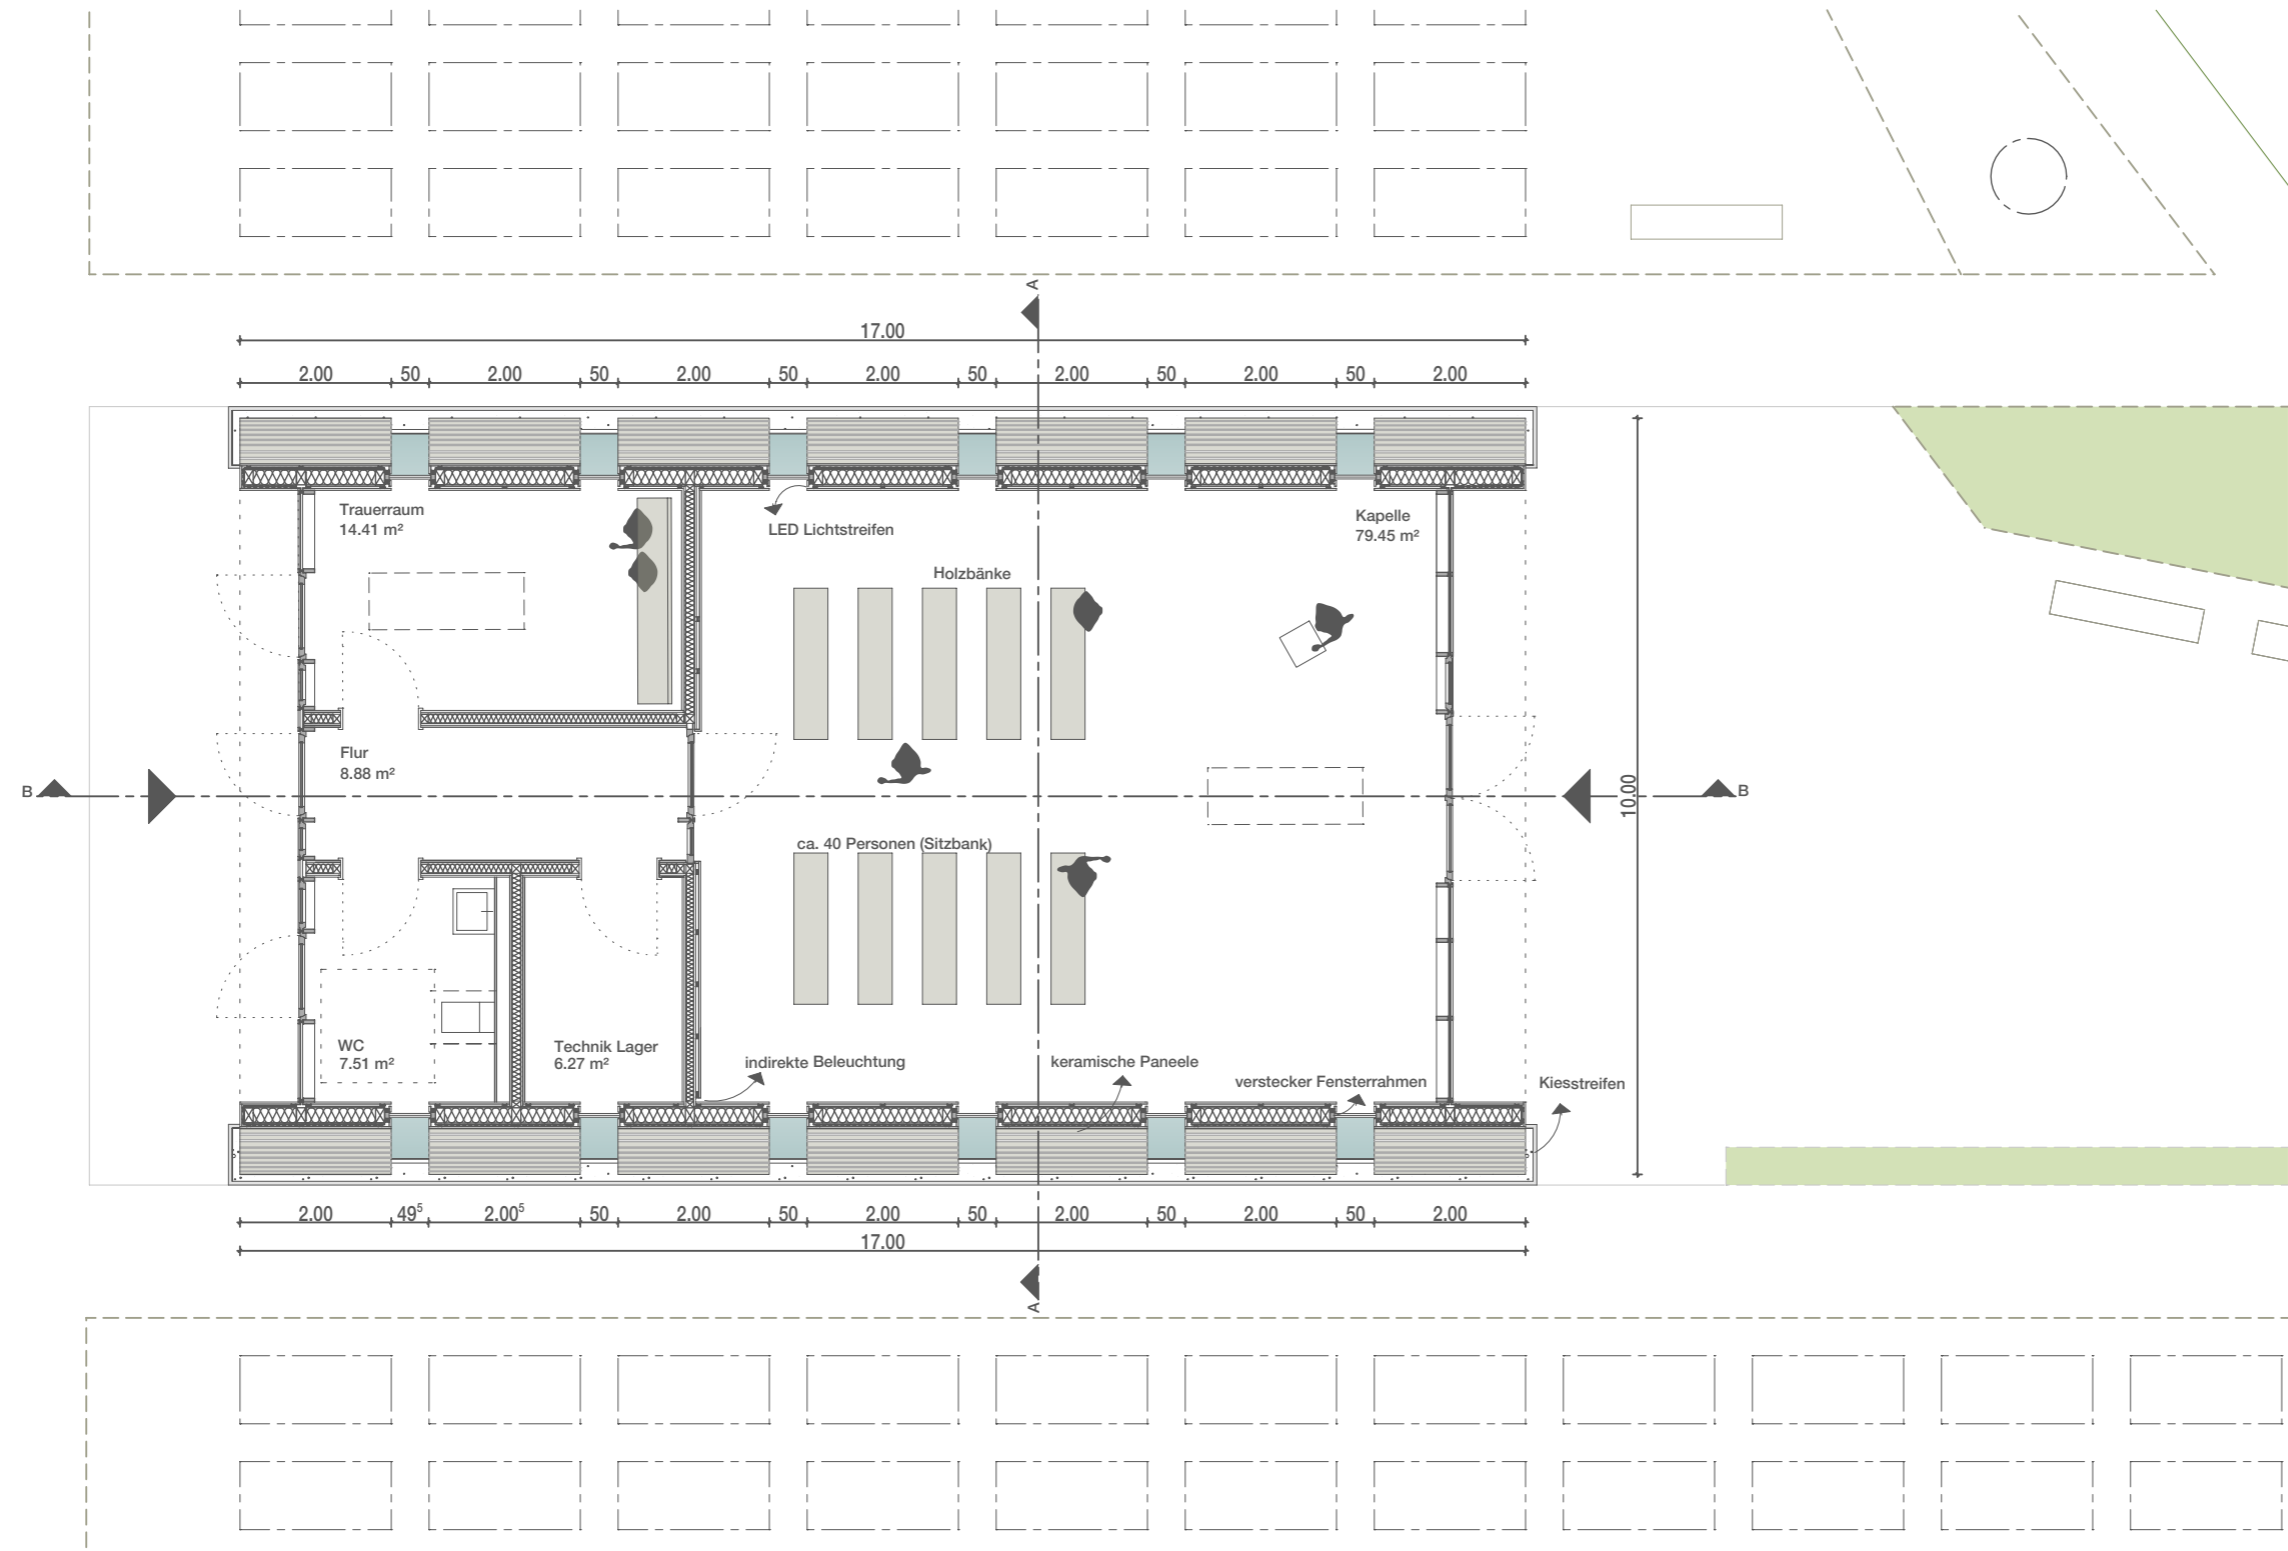 A
17.00
2.00 50 2.00 50 2.00 50 2.00 50 2.00 50 2.00 50 2.00
Trauerraum
14.41 m²
LED Lichtstreifen
Kapelle
79.45 m²
Holzbänke
Flur
8.88 m²
B
B
10.00
ca. 40 Personen (Sitzbank)
WC
7.51 m²
Technik Lager
6.27 m²
indirekte Beleuchtung
keramische Paneele
verstecker Fensterrahmen
Kiesstreifen
2.00 49⁵ 2.00⁵ 50 2.00 50 2.00 50 2.00 50 2.00 50 2.00
17.00
A